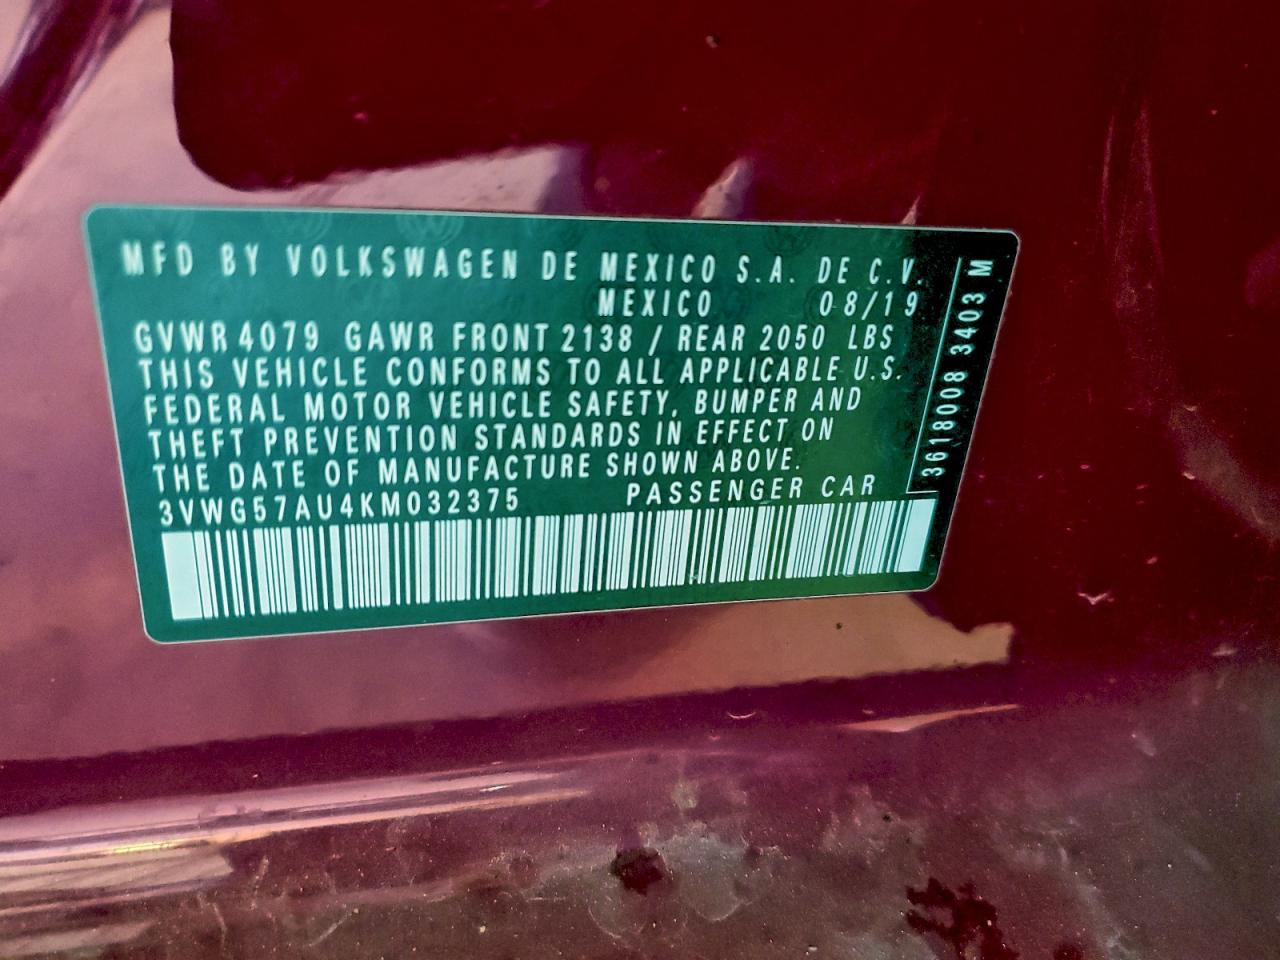 MFD BY VOLKSWAGEN DE MEXICO S.A. DE C.V.
MEXICO 08/19
GVWR 4079 GAWR FRONT 2138 / REAR 2050 LBS
THIS VEHICLE CONFORMS TO ALL APPLICABLE U.S.
FEDERAL MOTOR VEHICLE SAFETY, BUMPER AND
THEFT PREVENTION STANDARDS IN EFFECT ON
THE DATE OF MANUFACTURE SHOWN ABOVE.
3VWG57AU4KM032375 PASSENGER CAR
3618008 3403 M